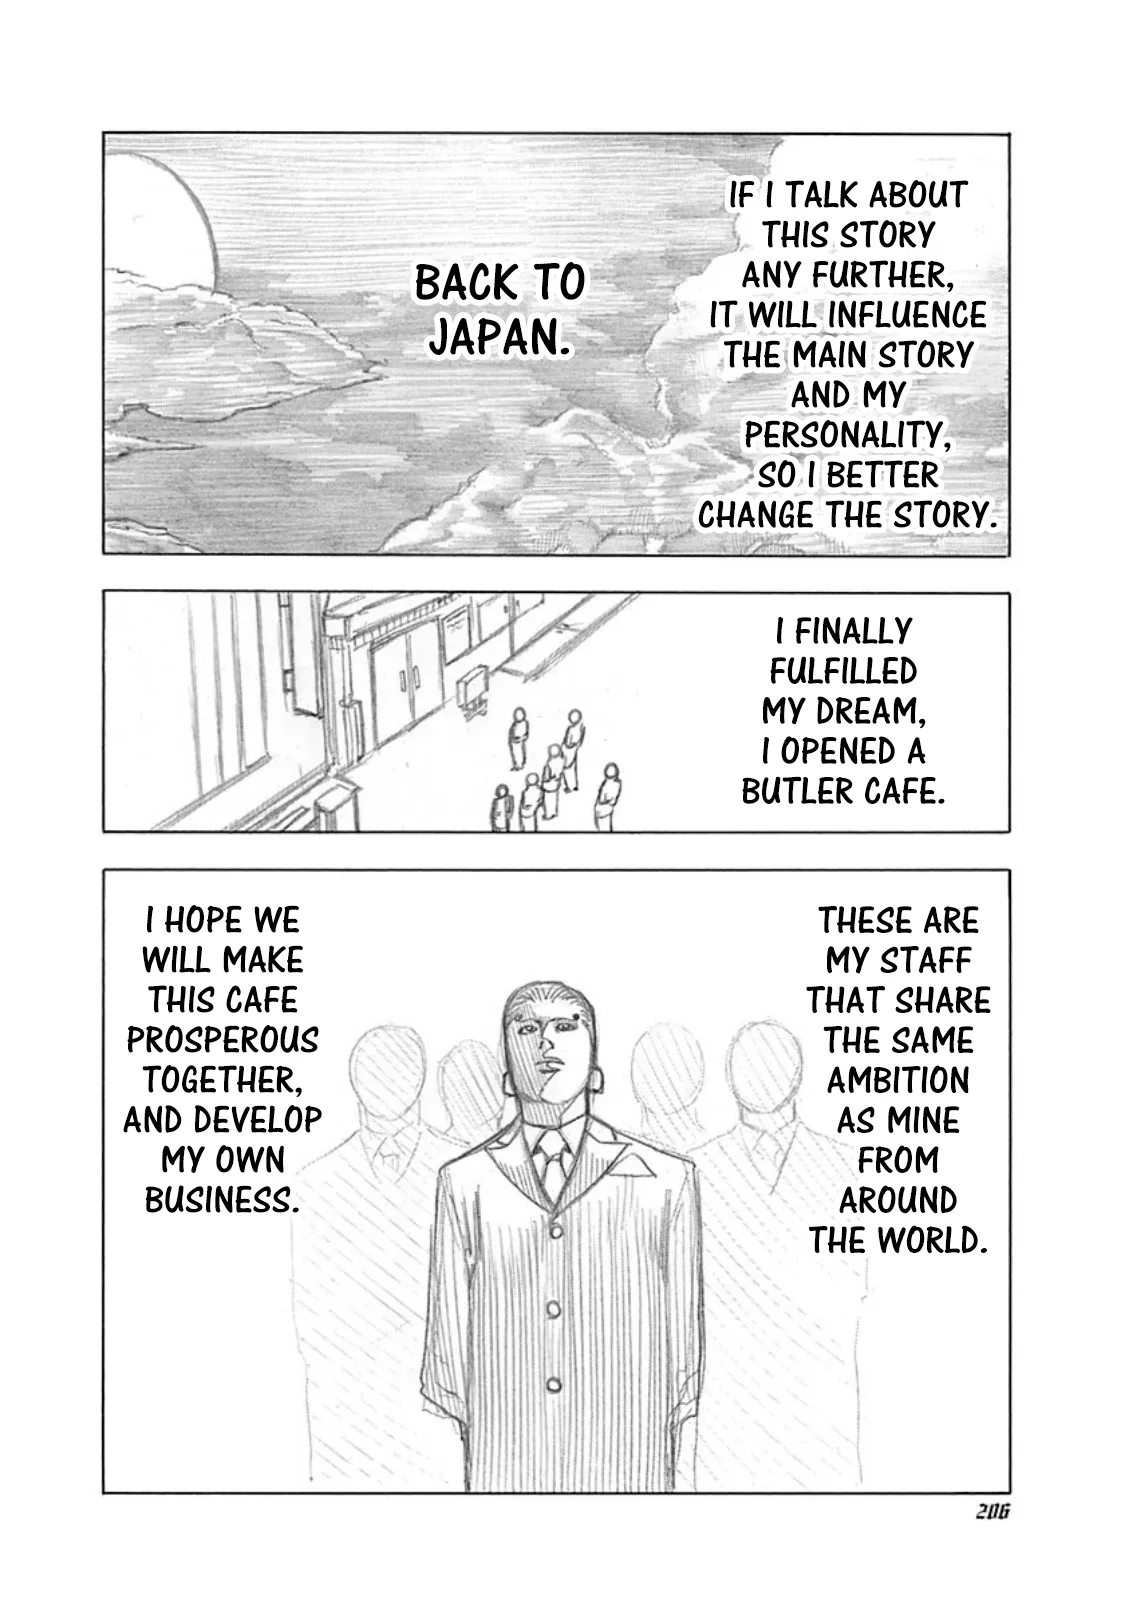 IF I TALK ABOUT
THIS STORY
ANY FURTHER,
IT WILL INFLUENCE
THE MAIN STORY
AND MY
PERSONALITY,
SO I BETTER
CHANGE THE STORY.
BACK TO
JAPAN.
I FINALLY
FULFILLED
MY DREAM,
I OPENED A
BUTLER CAFE.
THESE ARE
MY STAFF
THAT SHARE
THE SAME
AMBITION
AS MINE
FROM
AROUND
THE WORLD.
I HOPE WE
WILL MAKE
THIS CAFE
PROSPEROUS
TOGETHER,
AND DEVELOP
MY OWN
BUSINESS.
206